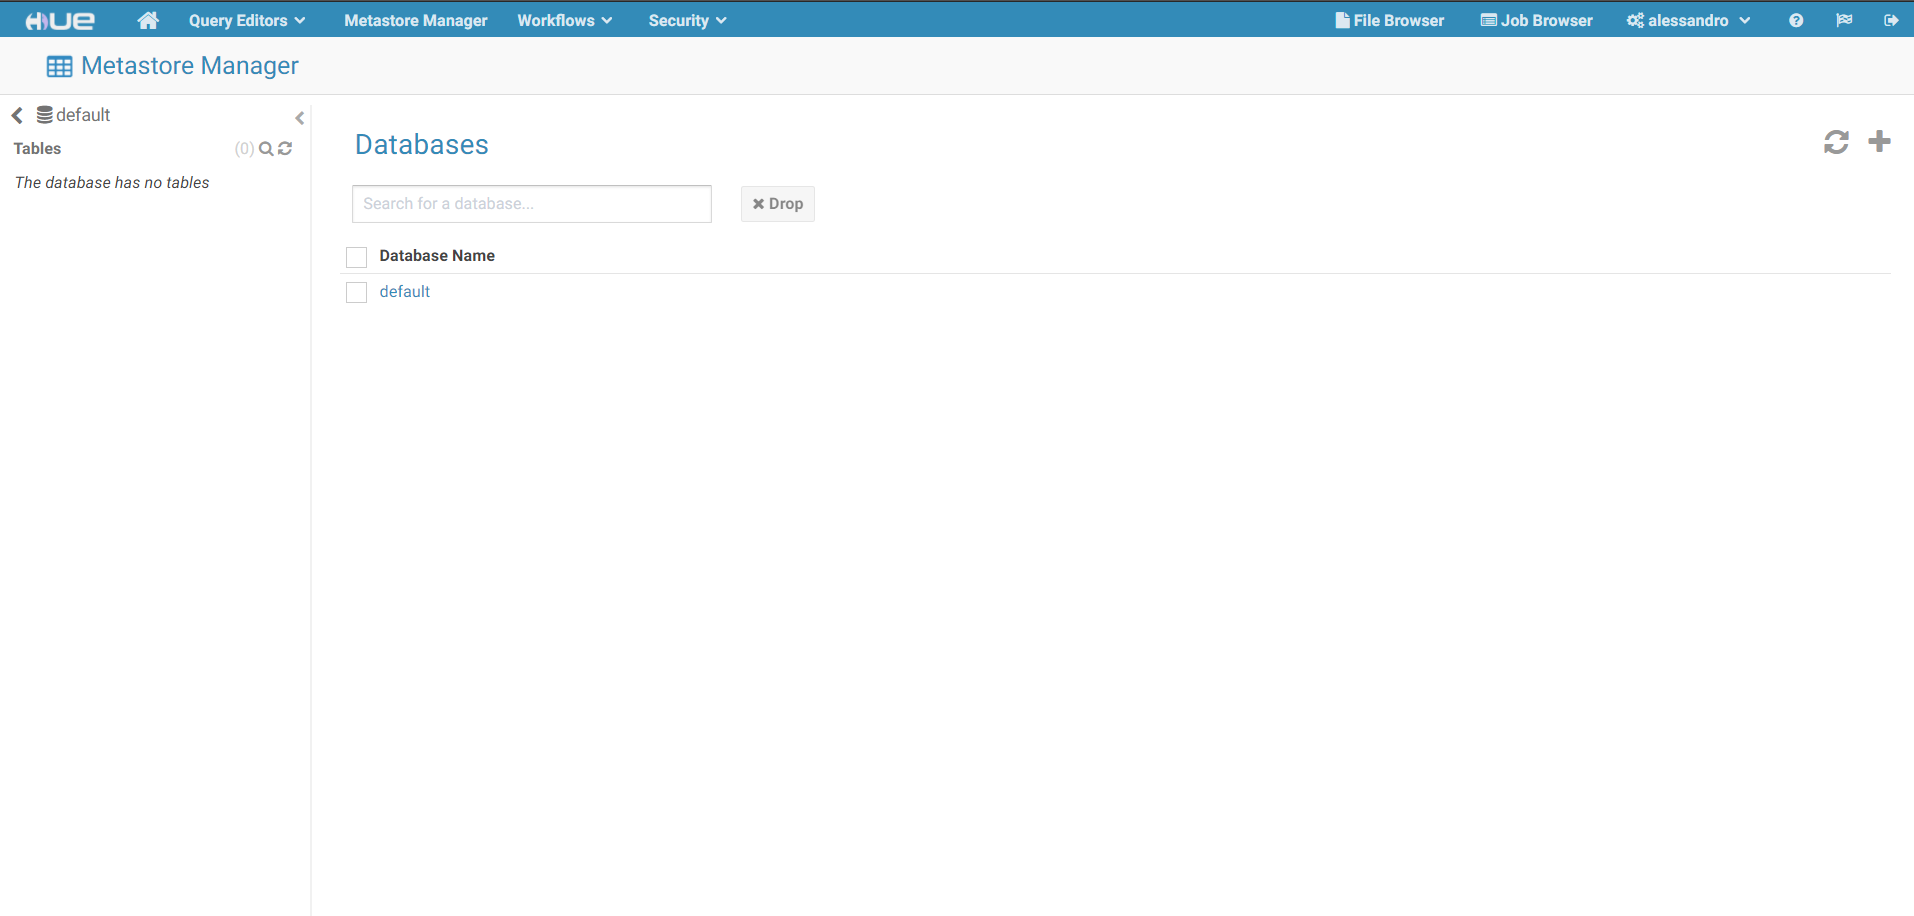 HUE Query Editors Metastore Manager Workflows Security File Browser Job Browser alessandro
Metastore Manager
default
Tables (0)
The database has no tables
Databases
Search for a database... Drop
Database Name
default